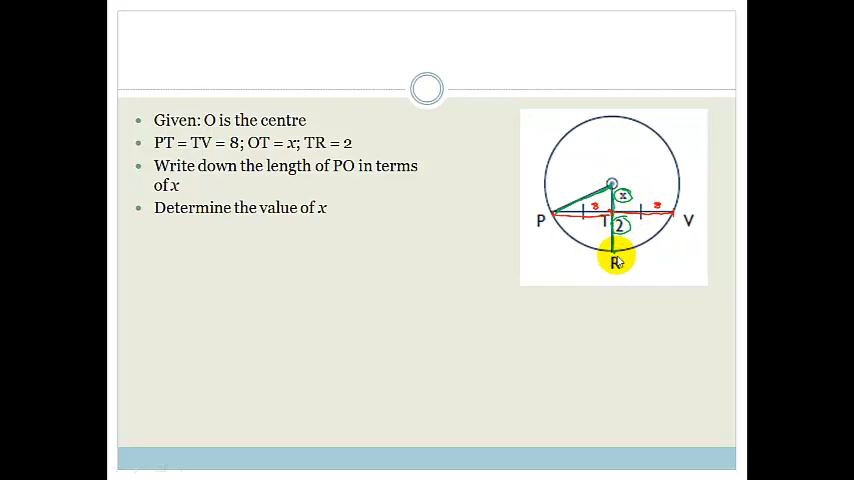 Given: O is the centre
PT = TV = 8; OT = x; TR = 2
Write down the length of PO in terms
of x
Determine the value of x
x
8
8
P
T
2
V
R